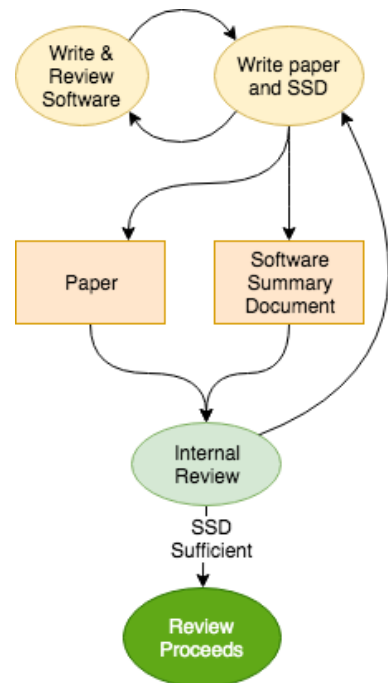 Write &
Review
Software
Write paper
and SSD
Paper
Software
Summary
Document
Internal
Review
SSD
Sufficient
Review
Proceeds